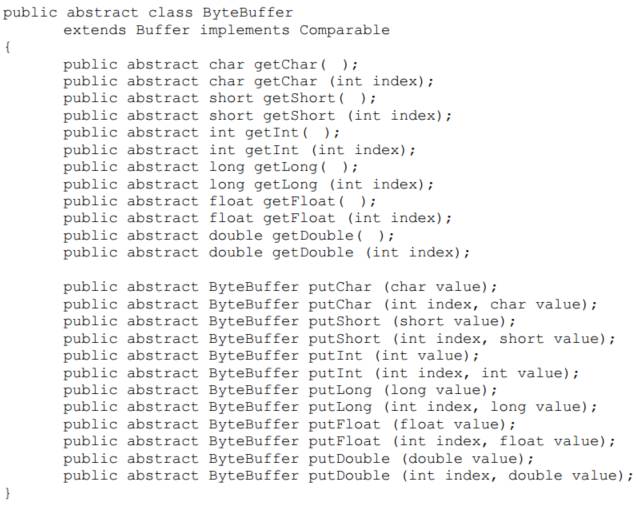 public abstract class ByteBuffer
extends Buffer implements Comparable
{
public abstract char getChar( );
public abstract char getChar (int index);
public abstract short getShort( );
public abstract short getShort (int index);
public abstract int getInt( );
public abstract int getInt (int index);
public abstract long getLong( );
public abstract long getLong (int index);
public abstract float getFloat( );
public abstract float getFloat (int index);
public abstract double getDouble( );
public abstract double getDouble (int index);
public abstract ByteBuffer putChar (char value);
public abstract ByteBuffer putChar (int index, char value);
public abstract ByteBuffer putShort (short value);
public abstract ByteBuffer putShort (int index, short value);
public abstract ByteBuffer putInt (int value);
public abstract ByteBuffer putInt (int index, int value);
public abstract ByteBuffer putLong (long value);
public abstract ByteBuffer putLong (int index, long value);
public abstract ByteBuffer putFloat (float value);
public abstract ByteBuffer putFloat (int index, float value);
public abstract ByteBuffer putDouble (double value);
public abstract ByteBuffer putDouble (int index, double value);
}